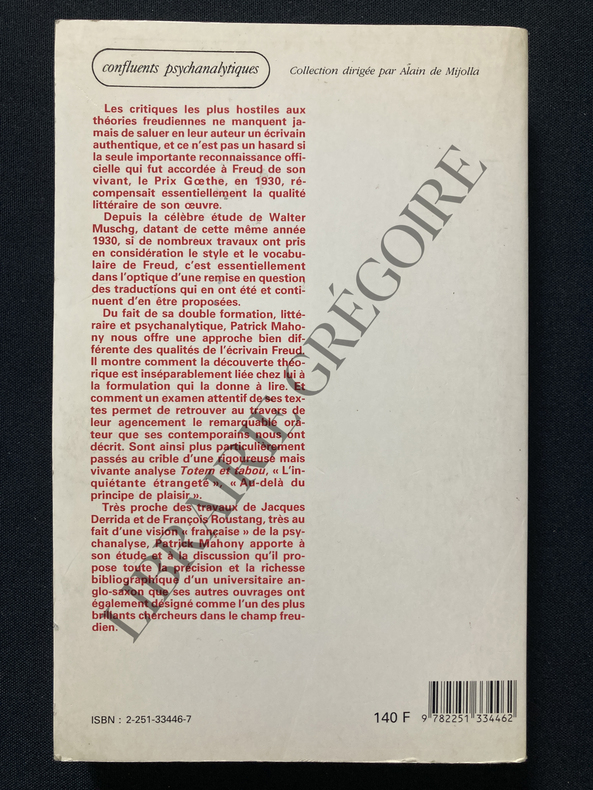 confluents psychanalytiques
Collection dirigée par Alain de Mijolla
Les critiques les plus hostiles aux
théories freudiennes ne manquent ja-
mais de saluer en leur auteur un écrivain
authentique, et ce n'est pas un hasard si
la seule importante reconnaissance offi-
cielle qui fut accordée à Freud de son
vivant, le Prix Gœthe, en 1930, ré-
compensait essentiellement la qualité
littéraire de son œuvre.
Depuis la célèbre étude de Walter
Muschg, datant de cette même année
1930, si de nombreux travaux ont pris
en considération le style et le vocabu-
laire de Freud, c'est essentiellement
dans l'optique d'une remise en question
des traductions qui en ont été et conti-
nuent d'en être proposées.
Du fait de sa double formation, litté-
raire et psychanalytique, Patrick Maho-
ny nous offre une approche bien dif-
férente des qualités de l'écrivain Freud.
Il montre comment la découverte théo-
rique est inséparablement liée chez lui à
la formulation qui la donne à lire. Et
comment un examen attentif de ses tex-
tes permet de retrouver au travers de
leur agencement le remarquable ora-
teur que ses contemporains nous ont
décrit. Sont ainsi plus particulièrement
passés au crible d'une rigoureuse mais
vivante analyse Totem et tabou, « L'in-
quiétante étrangeté », « Au-delà du
principe de plaisir ».
Très proche des travaux de Jacques
Derrida et de François Roustang, très au
fait d'une vision « française » de la psy-
chanalyse, Patrick Mahony apporte à
son étude et à la discussion qu'il pro-
pose toute la précision et la richesse
bibliographique d'un universitaire an-
glo-saxon que ses autres ouvrages ont
également désigné comme l'un des plus
brillants chercheurs dans le champ freu-
dien.
LIBRAIRIE GRÉGOIRE
ISBN : 2-251-33446-7
140 F
9 782251 334462